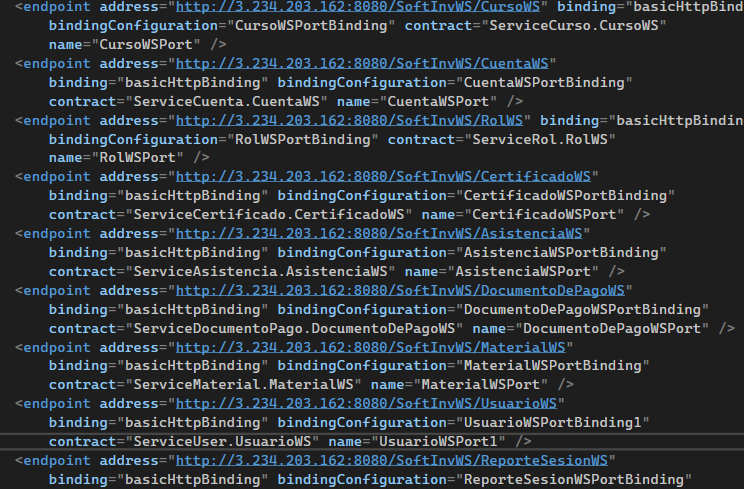 <endpoint address="http://3.234.203.162:8080/SoftInvWS/CursoWS" binding="basicHttpBind
bindingConfiguration="CursoWSPortBinding" contract="ServiceCurso.CursoWS"
name="CursoWSPort" />
<endpoint address="http://3.234.203.162:8080/SoftInvWS/CuentaWS"
binding="basicHttpBinding" bindingConfiguration="CuentaWSPortBinding"
contract="ServiceCuenta.CuentaWS" name="CuentaWSPort" />
<endpoint address="http://3.234.203.162:8080/SoftInvWS/RolWS" binding="basicHttpBindin
bindingConfiguration="RolWSPortBinding" contract="ServiceRol.RolWS"
name="RolWSPort" />
<endpoint address="http://3.234.203.162:8080/SoftInvWS/CertificadoWS"
binding="basicHttpBinding" bindingConfiguration="CertificadoWSPortBinding"
contract="ServiceCertificado.CertificadoWS" name="CertificadoWSPort" />
<endpoint address="http://3.234.203.162:8080/SoftInvWS/AsistenciaWS"
binding="basicHttpBinding" bindingConfiguration="AsistenciaWSPortBinding"
contract="ServiceAsistencia.AsistenciaWS" name="AsistenciaWSPort" />
<endpoint address="http://3.234.203.162:8080/SoftInvWS/DocumentoDePagoWS"
binding="basicHttpBinding" bindingConfiguration="DocumentoDePagoWSPortBinding"
contract="ServiceDocumentoPago.DocumentoDePagoWS" name="DocumentoDePagoWSPort" />
<endpoint address="http://3.234.203.162:8080/SoftInvWS/MaterialWS"
binding="basicHttpBinding" bindingConfiguration="MaterialWSPortBinding"
contract="ServiceMaterial.MaterialWS" name="MaterialWSPort" />
<endpoint address="http://3.234.203.162:8080/SoftInvWS/UsuarioWS"
binding="basicHttpBinding" bindingConfiguration="UsuarioWSPortBinding1"
contract="ServiceUser.UsuarioWS" name="UsuarioWSPort1" />
<endpoint address="http://3.234.203.162:8080/SoftInvWS/ReporteSesionWS"
binding="basicHttpBinding" bindingConfiguration="ReporteSesionWSPortBinding"